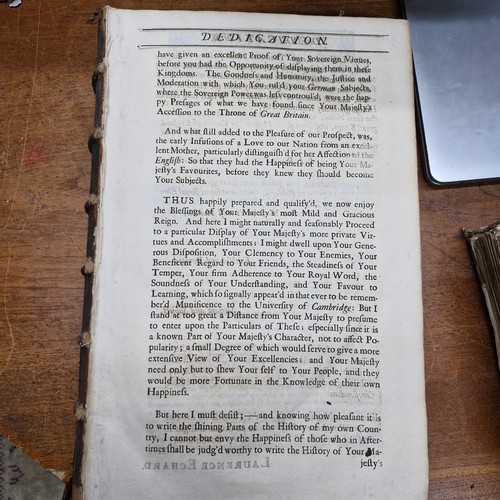 DEDICATION.
have given an excellent Proof of Your Sovereign Virtues,
before you had the Opportunity of displaying them in these
Kingdoms. The Goodness and Humanity, the Justice and
Moderation with which You rul'd your German Subjects,
where the Sovereign Power was less controul'd, were the hap-
py Presages of what we have found since Your Majesty's
Accession to the Throne of Great Britain.
And what still added to the Pleasure of our Prospect, was,
the early Infusions of a Love to our Nation from an excel-
lent Mother, particularly distinguish'd for her Affection to the
English: So that they had the Happiness of being Your Ma-
jesty's Favourites, before they knew they should become
Your Subjects.
THUS happily prepared and qualify'd, we now enjoy
the Blessings of Your Majesty's most Mild and Gracious
Reign. And here I might naturally and seasonably Proceed
to a particular Display of Your Majesty's more private Vir-
tues and Accomplishments: I might dwell upon Your Gene-
rous Disposition, Your Clemency to Your Enemies, Your
Beneficent Regard to Your Friends, the Steadiness of Your
Temper, Your firm Adherence to Your Royal Word, the
Soundness of Your Understanding, and Your Favour to
Learning, which so signally appear'd in that ever to be remem-
ber'd Munificence to the University of Cambridge: But I
stand at too great a Distance from Your Majesty to presume
to enter upon the Particulars of These; especially since it is
a known Part of Your Majesty's Character, not to affect Po-
pularity; a small Degree of which would serve to give a more
extensive View of Your Excellencies: and Your Majesty
need only but to shew Your self to Your People, and they
would be more Fortunate in the Knowledge of their own
Happiness.
But here I must desist;—and knowing how pleasant it is
to write the shining Parts of the History of my own Coun-
try, I cannot but envy the Happiness of those who in After-
times shall be judg'd worthy to write the History of Your Ma-
jesty's
LAURENCE ECHARD.